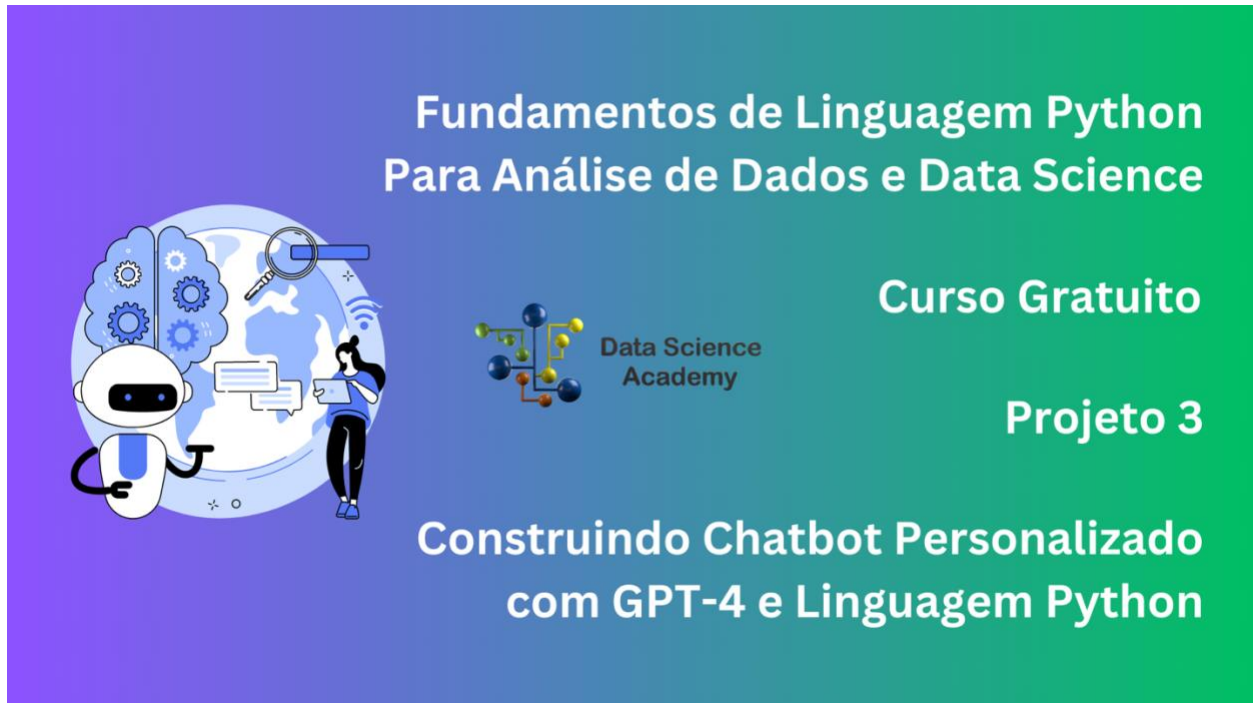 Fundamentos de Linguagem Python
Para Análise de Dados e Data Science
Curso Gratuito
Data Science
Academy
Projeto 3
Construindo Chatbot Personalizado
com GPT-4 e Linguagem Python